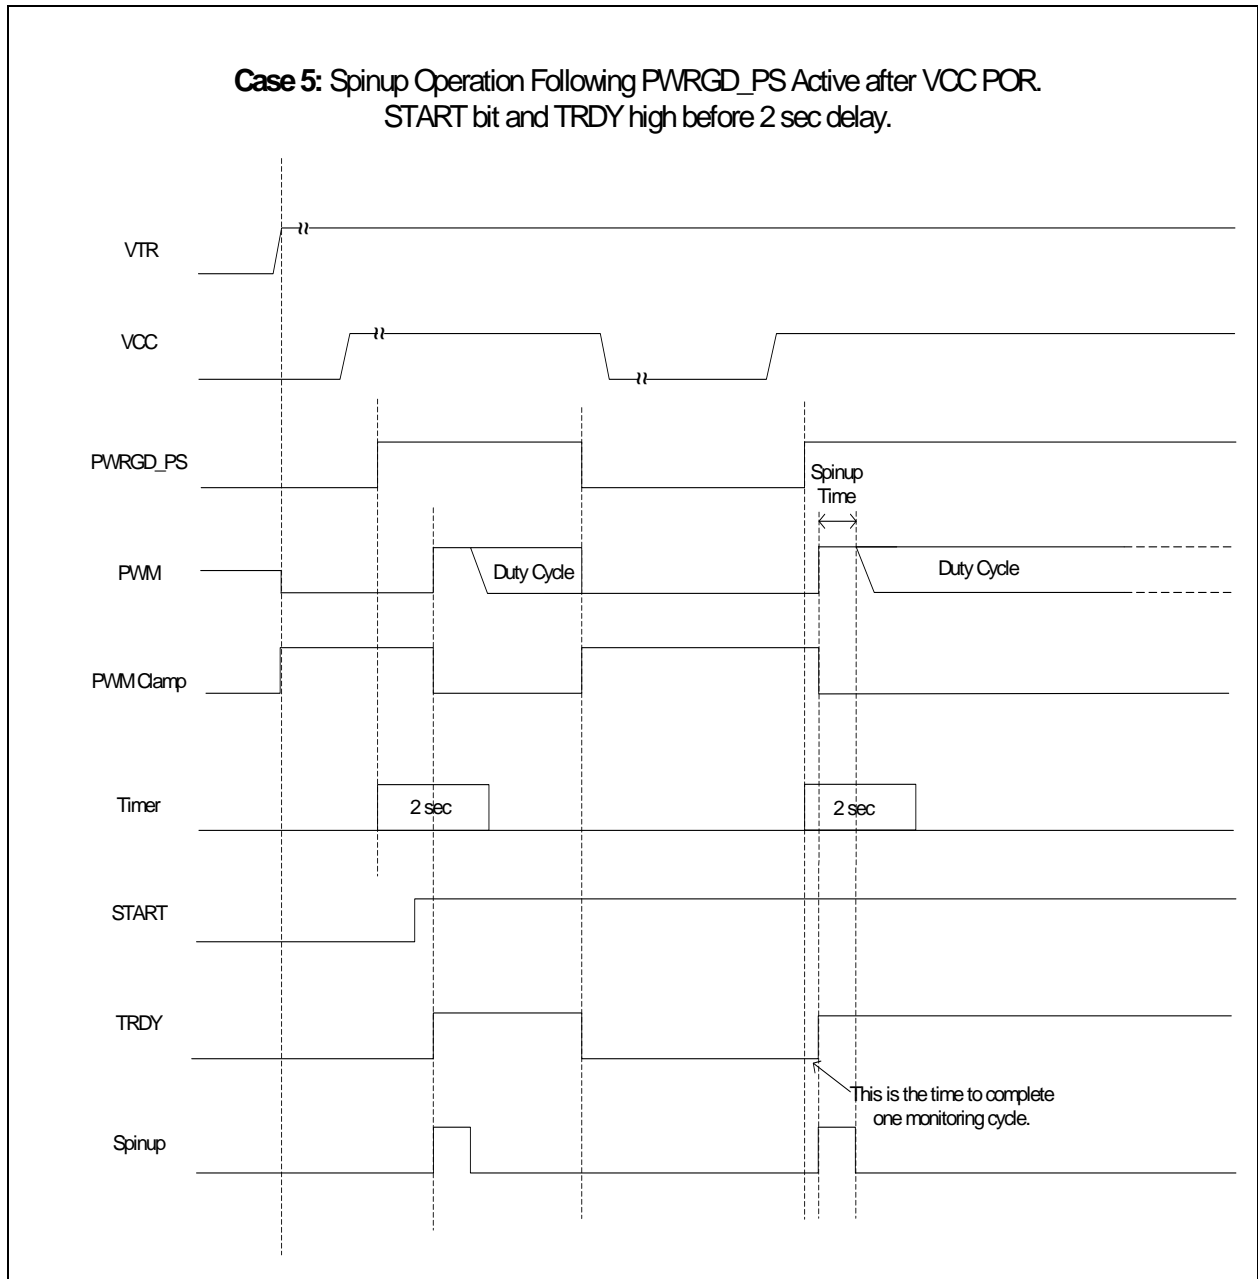 Case 5: Spinup Operation Following PWRGD_PS Active after VCC POR.
START bit and TRDY high before 2 sec delay.
VTR
VCC
PWRGD_PS
Spinup
Time
PWM
Duty Cycle
Duty Cycle
PWM Clamp
Timer
2 sec
2 sec
START
TRDY
This is the time to complete
one monitoring cycle.
Spinup